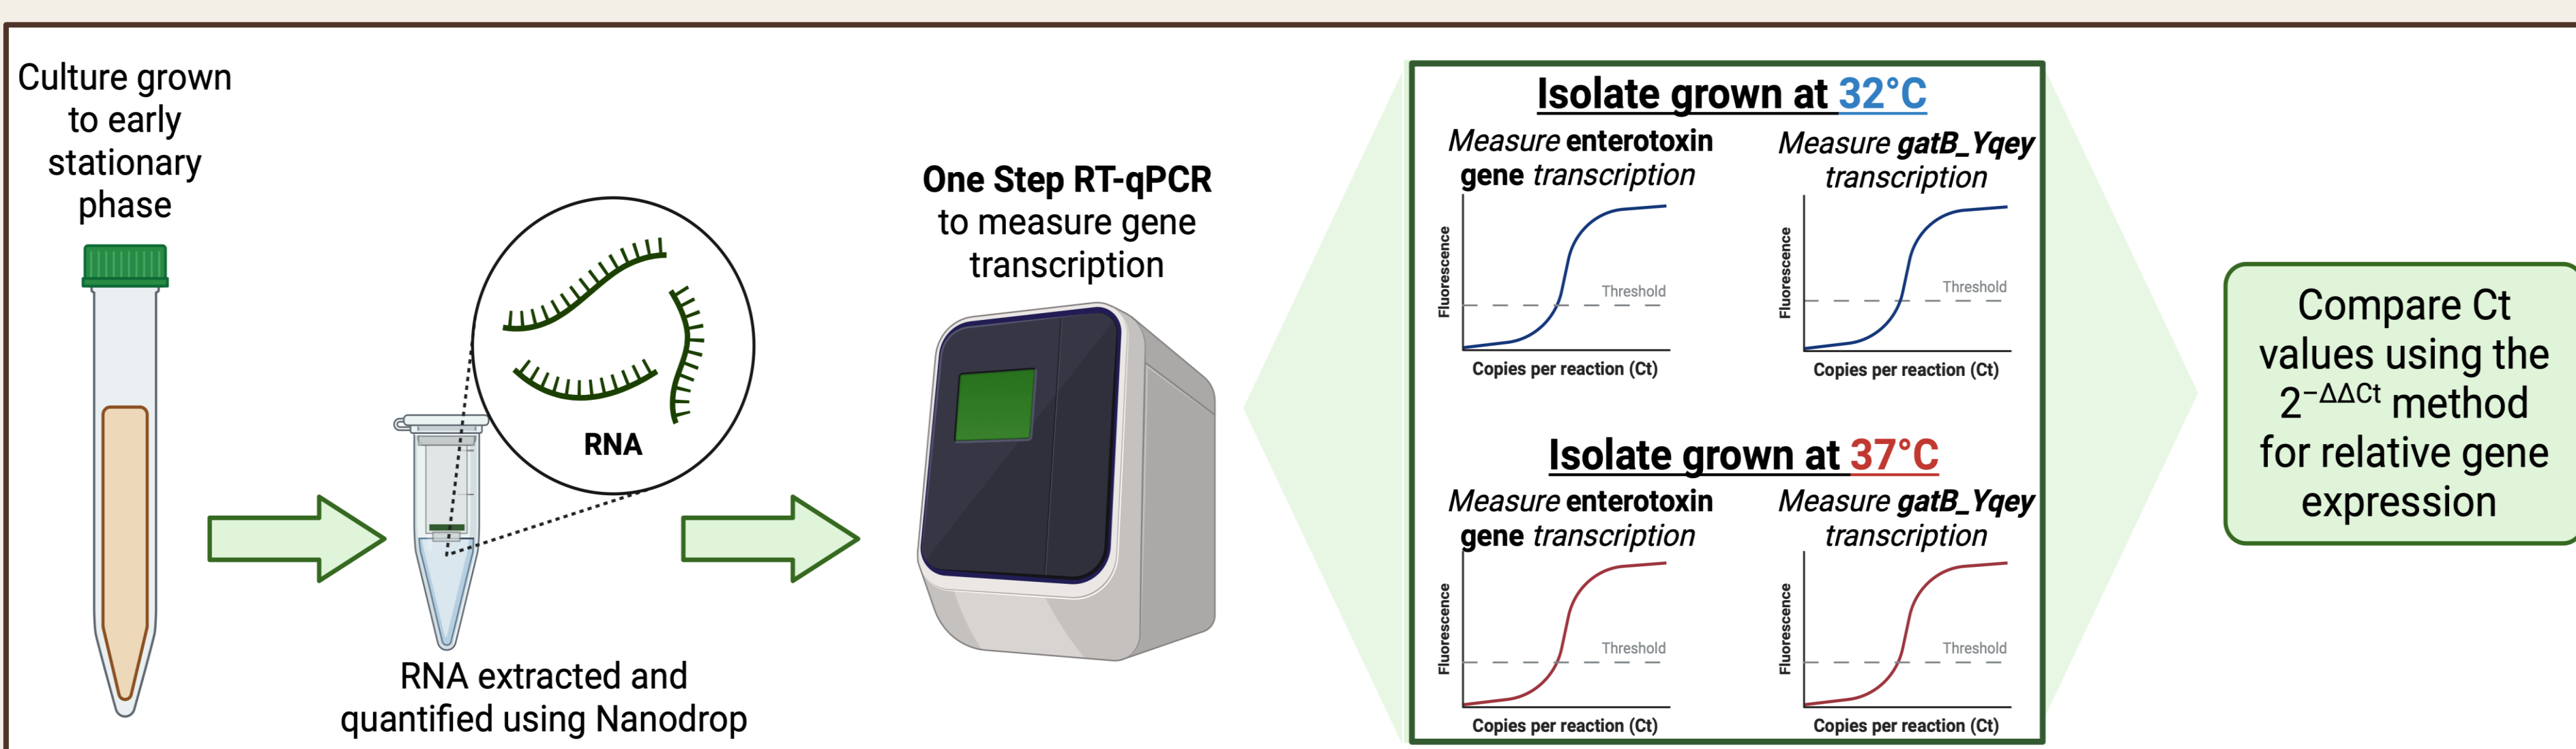 Culture grown
to early
stationary
phase
RNA
RNA extracted and
quantified using Nanodrop
One Step RT-qPCR
to measure gene
transcription
Isolate grown at 32°C
Measure enterotoxin
gene transcription
Fluorescence
Threshold
Copies per reaction (Ct)
Measure gatB_Yqey
transcription
Fluorescence
Threshold
Copies per reaction (Ct)
Isolate grown at 37°C
Measure enterotoxin
gene transcription
Fluorescence
Threshold
Copies per reaction (Ct)
Measure gatB_Yqey
transcription
Fluorescence
Threshold
Copies per reaction (Ct)
Compare Ct
values using the
2⁻ΔΔCt method
for relative gene
expression